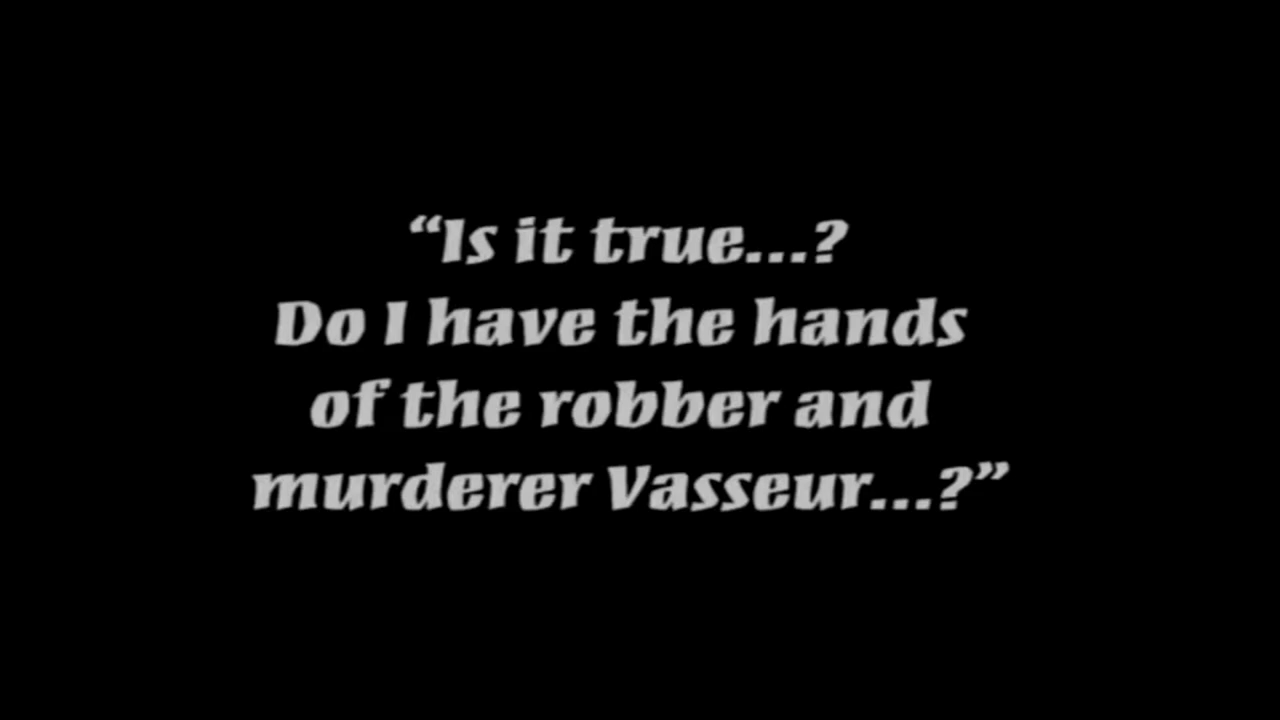 “Is it true...?
Do I have the hands
of the robber and
murderer Vasseur...?”